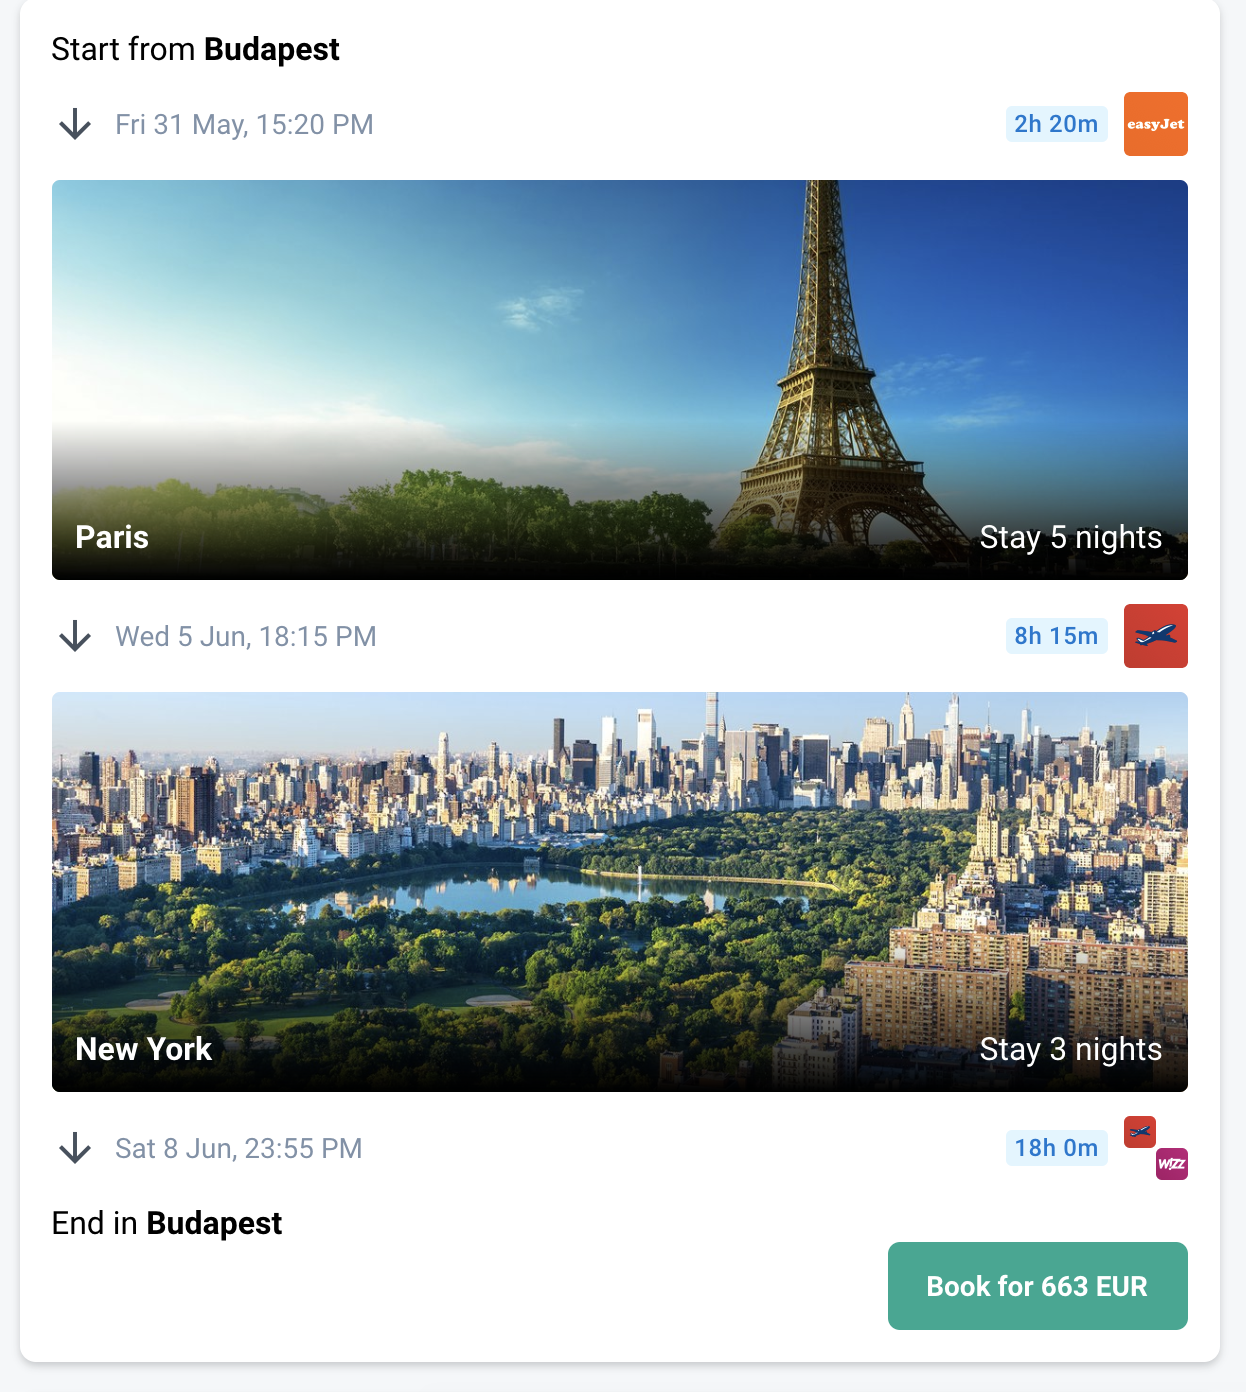 Start from Budapest
Fri 31 May, 15:20 PM
2h 20m
easyJet
Paris
Stay 5 nights
Wed 5 Jun, 18:15 PM
8h 15m
New York
Stay 3 nights
Sat 8 Jun, 23:55 PM
18h 0m
WIZZ
End in Budapest
Book for 663 EUR